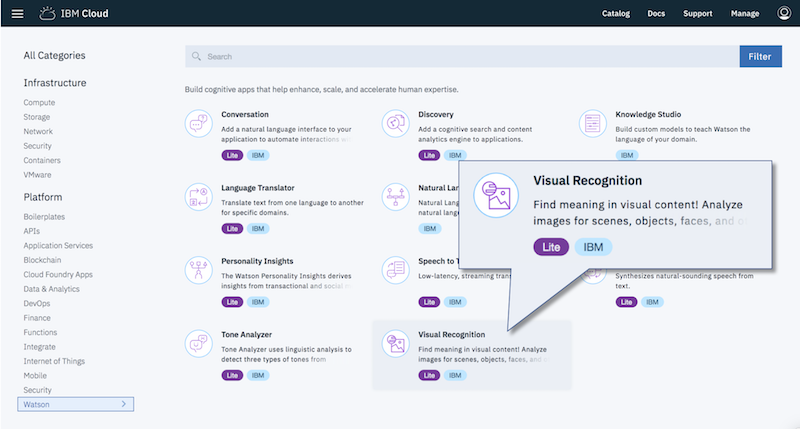 IBM Cloud
Catalog
Docs
Support
Manage
All Categories
Infrastructure
Compute
Storage
Network
Security
Containers
VMware
Platform
Boilerplates
APIs
Application Services
Blockchain
Cloud Foundry Apps
Data & Analytics
DevOps
Finance
Functions
Integrate
Internet of Things
Mobile
Security
Watson
Search
Filter
Build cognitive apps that help enhance, scale, and accelerate human expertise.
Conversation
Add a natural language interface to your
application to automate interactions
Lite IBM
Discovery
Add a cognitive search and content
analytics engine to applications.
Lite IBM
Knowledge Studio
Build custom models to teach Watson the
language of your domain.
IBM
Language Translator
Translate text from one language to another
for specific domains.
Lite IBM
Natural
Natural
natural
IBM
Visual Recognition
Find meaning in visual content! Analyze
images for scenes, objects, faces, and
Lite IBM
Personality Insights
The Watson Personality Insights derives
insights from transactional and social
Lite IBM
Speech to
Low-latency, streaming
Lite IBM
Synthesizes natural-sounding speech from
text.
Lite IBM
Tone Analyzer
Tone Analyzer uses linguistic analysis to
detect three types of tones from
Lite IBM
Visual Recognition
Find meaning in visual content! Analyze
images for scenes, objects, faces, and
Lite IBM